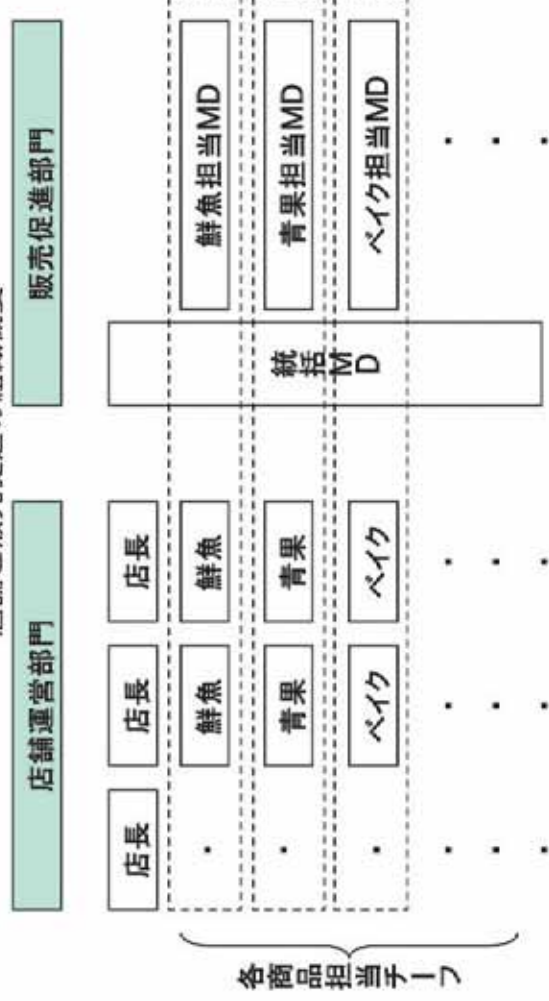 店舗運営部門
販売促進部門
店長
店長
店長
統括MD
鮮魚
鮮魚
鮮魚担当MD
青果
青果
青果担当MD
ベイク
ベイク
ベイク担当MD
各商品担当チーフ